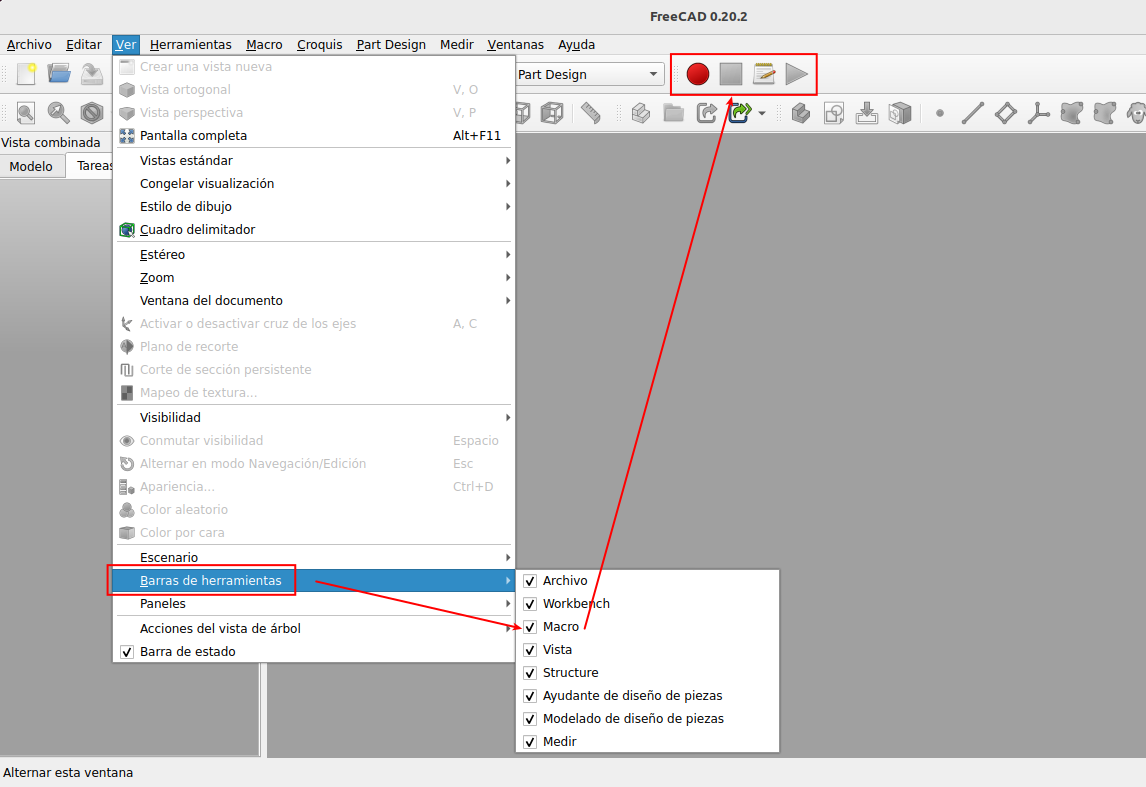 FreeCAD 0.20.2
Archivo Editar Ver Herramientas Macro Croquis Part Design Medir Ventanas Ayuda
Part Design
Vista combinada
Modelo Tareas
Crear una vista nueva
Vista ortogonal V, O
Vista perspectiva V, P
Pantalla completa Alt+F11
Vistas estándar
Congelar visualización
Estilo de dibujo
Cuadro delimitador
Estéreo
Zoom
Ventana del documento
Activar o desactivar cruz de los ejes A, C
Plano de recorte
Corte de sección persistente
Mapeo de textura...
Visibilidad
Conmutar visibilidad Espacio
Alternar en modo Navegación/Edición Esc
Apariencia... Ctrl+D
Color aleatorio
Color por cara
Escenario
Barras de herramientas
Paneles
Acciones del vista de árbol
Barra de estado
Archivo
Workbench
Macro
Vista
Structure
Ayudante de diseño de piezas
Modelado de diseño de piezas
Medir
Alternar esta ventana